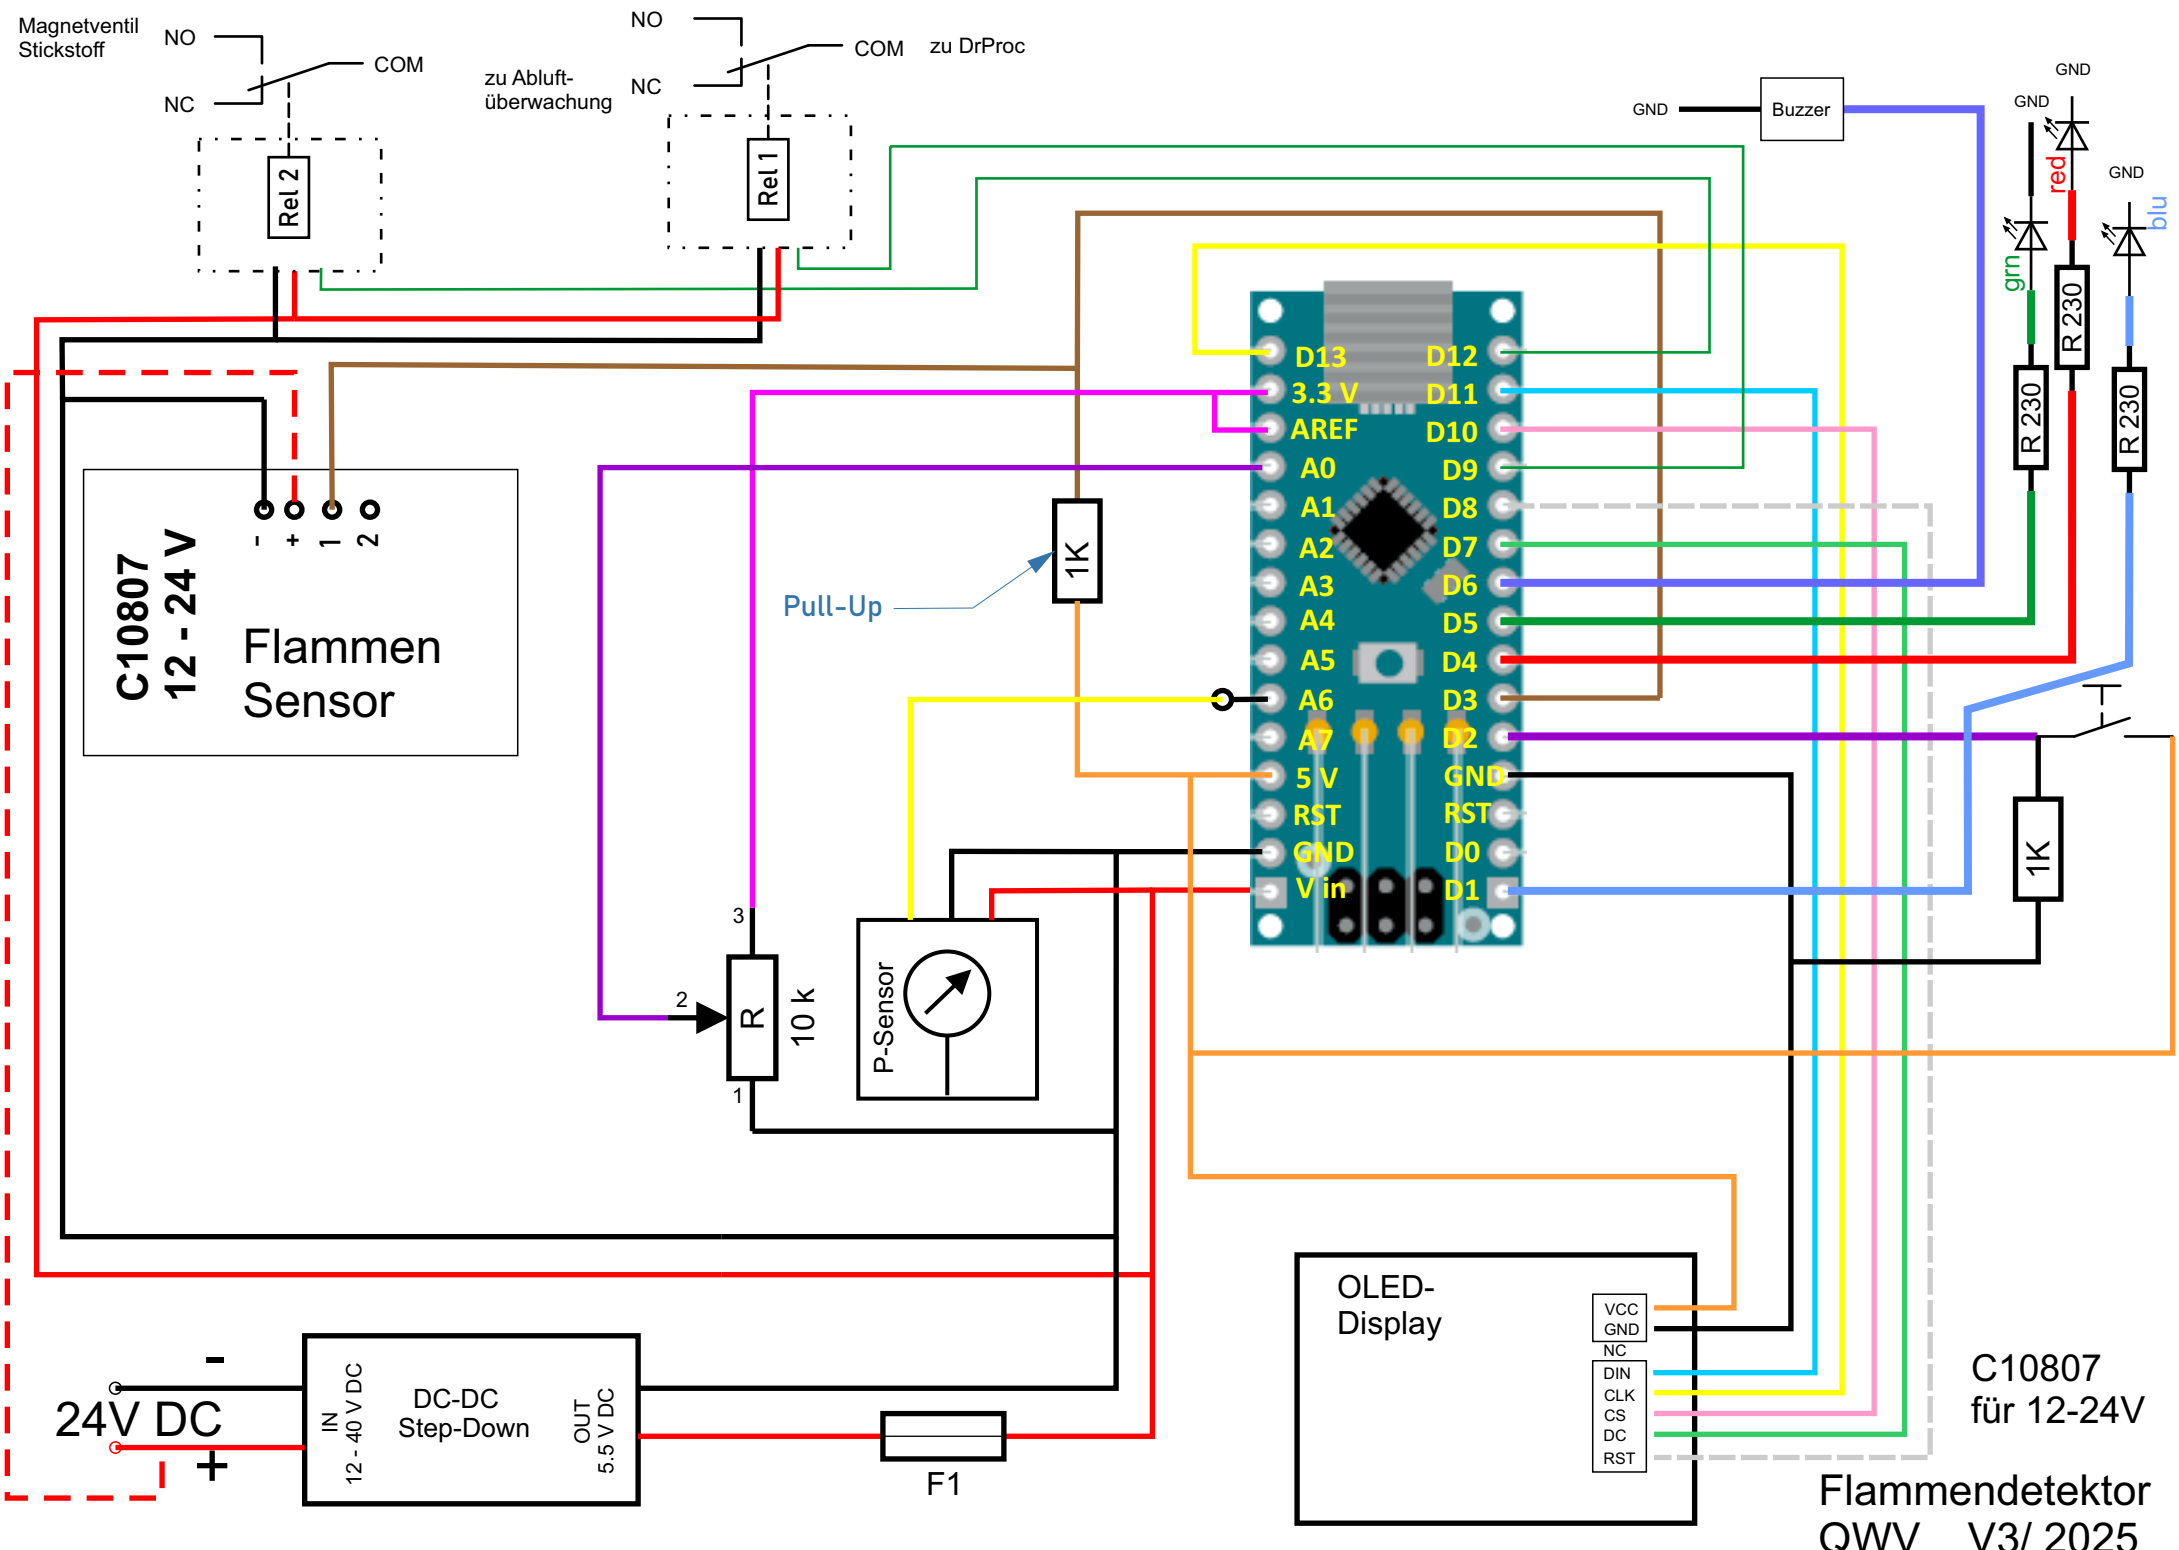 Magnetventil
Stickstoff
NO
NC
COM
zu Abluft-
überwachung
NO
NC
COM
zu DrProc
Rel 2
Rel 1
GND
Buzzer
GND
GND
GND
red
blu
grn
R 230
R 230
R 230
D13
3.3 V
AREF
A0
A1
A2
A3
A4
A5
A6
A7
5 V
RST
GND
V in
D12
D11
D10
D9
D8
D7
D6
D5
D4
D3
D2
GND
RST
D0
D1
- + 1 2
C10807
12 - 24 V
Flammen
Sensor
Pull-Up
1K
1K
3
2
1
R
10 k
P-Sensor
-
24V DC
+
IN
12 - 40 V DC
DC-DC
Step-Down
OUT
5.5 V DC
F1
OLED-
Display
VCC
GND
NC
DIN
CLK
CS
DC
RST
C10807
für 12-24V
Flammendetektor
QWV V3/ 2025